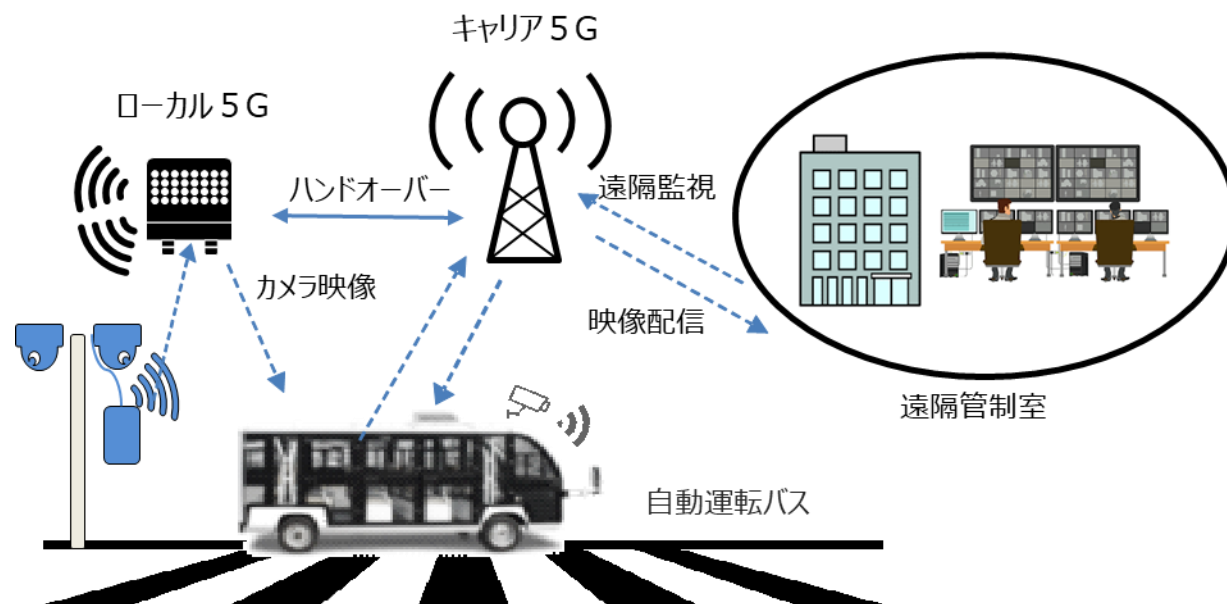 キャリア５G
ローカル５G
ハンドオーバー
遠隔監視
カメラ映像
映像配信
遠隔管制室
自動運転バス